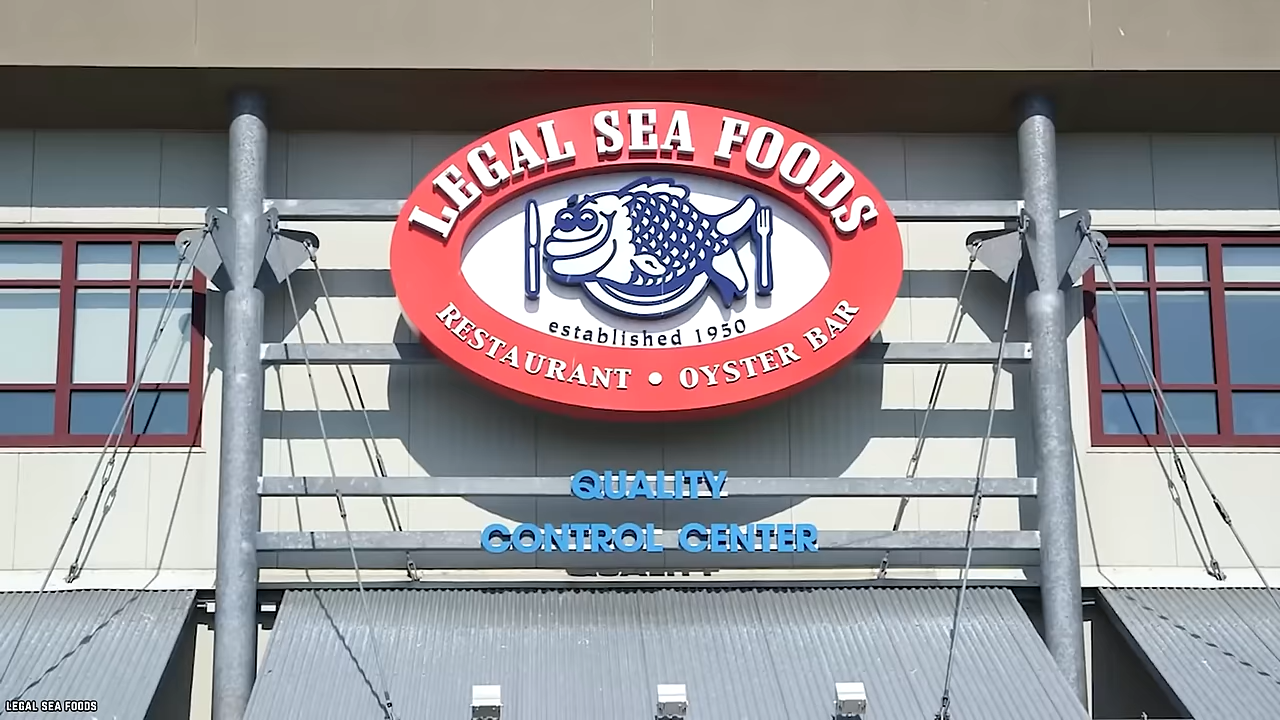 LEGAL SEA FOODS
established 1950
RESTAURANT • OYSTER BAR
QUALITY
CONTROL CENTER
LEGAL SEA FOODS